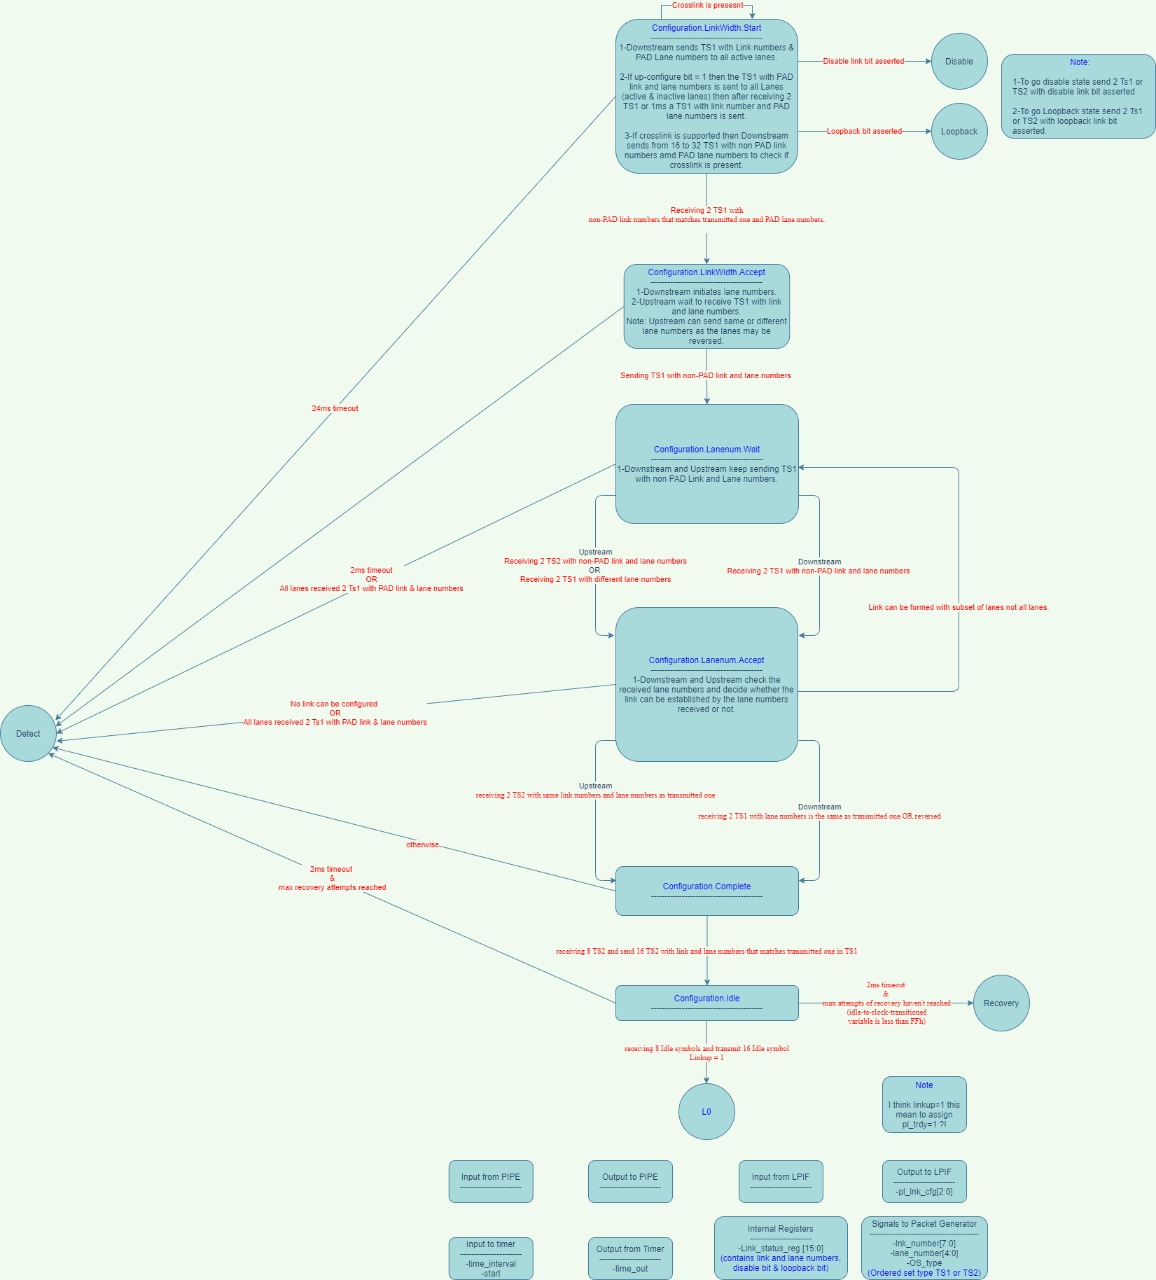 Crosslink is present
Configuration.LinkWidth.Start
----------------------------------------
1-Downstream sends TS1 with Link numbers &
PAD Lane numbers to all active lanes.
2-If up-configure bit = 1 then the TS1 with PAD
link and lane numbers is sent to all Lanes
(active & inactive lanes) then after receiving 2
TS1 or 1ms a TS1 with link number and PAD
lane numbers is sent.
3-If crosslink is supported then Downstream
sends from 16 to 32 TS1 with non PAD link
numbers amd PAD lane numbers to check if
crosslink is present.
Disable link bit asserted
Disable
Loopback bit asserted
Loopback
Note:
1-To go disable state send 2 Ts1 or
TS2 with disable link bit asserted.
2-To go Loopback state send 2 Ts1
or TS2 with loopback link bit
asserted.
Receiving 2 TS1 with
non-PAD link numbers that matches transmitted one and PAD lane numbers.
Configuration.LinkWidth.Accept
----------------------------------------
1-Downstream initiates lane numbers.
2-Upstream wait to receive TS1 with link
and lane numbers.
Note: Upstream can send same or different
lane numbers as the lanes may be
reversed.
Sending TS1 with non-PAD link and lane numbers
24ms timeout
Configuration.Lanenum.Wait
----------------------------------------
1-Downstream and Upstream keep sending TS1
with non PAD Link and Lane numbers.
2ms timeout
OR
All lanes received 2 Ts1 with PAD link & lane numbers
Upstream
Receiving 2 TS2 with non-PAD link and lane numbers
OR
Receiving 2 TS1 with different lane numbers
Downstream
Receiving 2 TS1 with non-PAD link and lane numbers
Link can be formed with subset of lanes not all lanes.
Configuration.Lanenum.Accept
----------------------------------------
1-Downstream and Upstream check the
received lane numbers and decide whether the
link can be established by the lane numbers
received or not.
No link can be configured
OR
All lanes received 2 Ts1 with PAD link & lane numbers
Detect
Upstream
receiving 2 TS2 with same link numbers and lane numbers as transmitted one
Downstream
receiving 2 TS1 with lane numbers is the same as transmitted one OR reversed
otherwise
2ms timeout
&
max recovery attempts reached
Configuration.Complete
----------------------------------------
receiving 8 TS2 and send 16 TS2 with link and lane numbers that matches transmitted one in TS1
Configuration.Idle
----------------------------------------
2ms timeout
&
max attempts of recovery haven't reached
(idle-to-rlock-transitioned
variable is less than FFh)
Recovery
receiving 8 Idle symbols and transmit 16 Idle symbol
Linkup = 1
L0
Note
I think linkup=1 this
mean to assign
pl_trdy=1 ?!
Input from PIPE
----------------------
Output to PIPE
----------------------
Input from LPIF
----------------------
Output to LPIF
----------------------
-pl_lnk_cfg[2:0]
Input to timer
----------------------
-time_interval
-start
Output from Timer
----------------------
-time_out
Internal Registers
----------------------
-Link_status_reg [15:0]
(contains link and lane numbers,
disable bit & loopback bit)
Signals to Packet Generator
----------------------------------------
-lnk_number[7:0]
-lane_number[4:0]
-OS_type
(Ordered set type TS1 or TS2)